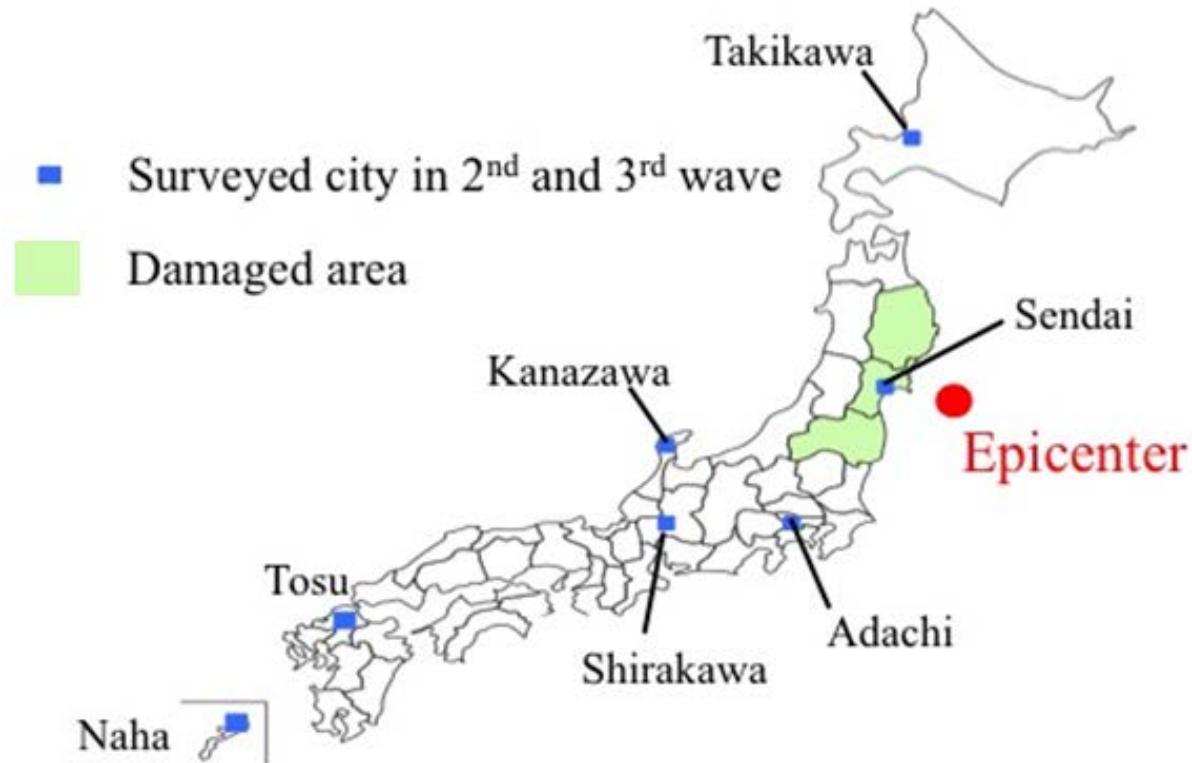 Takikawa
Surveyed city in 2nd and 3rd wave
Damaged area
Sendai
Kanazawa
Epicenter
Tosu
Adachi
Shirakawa
Naha